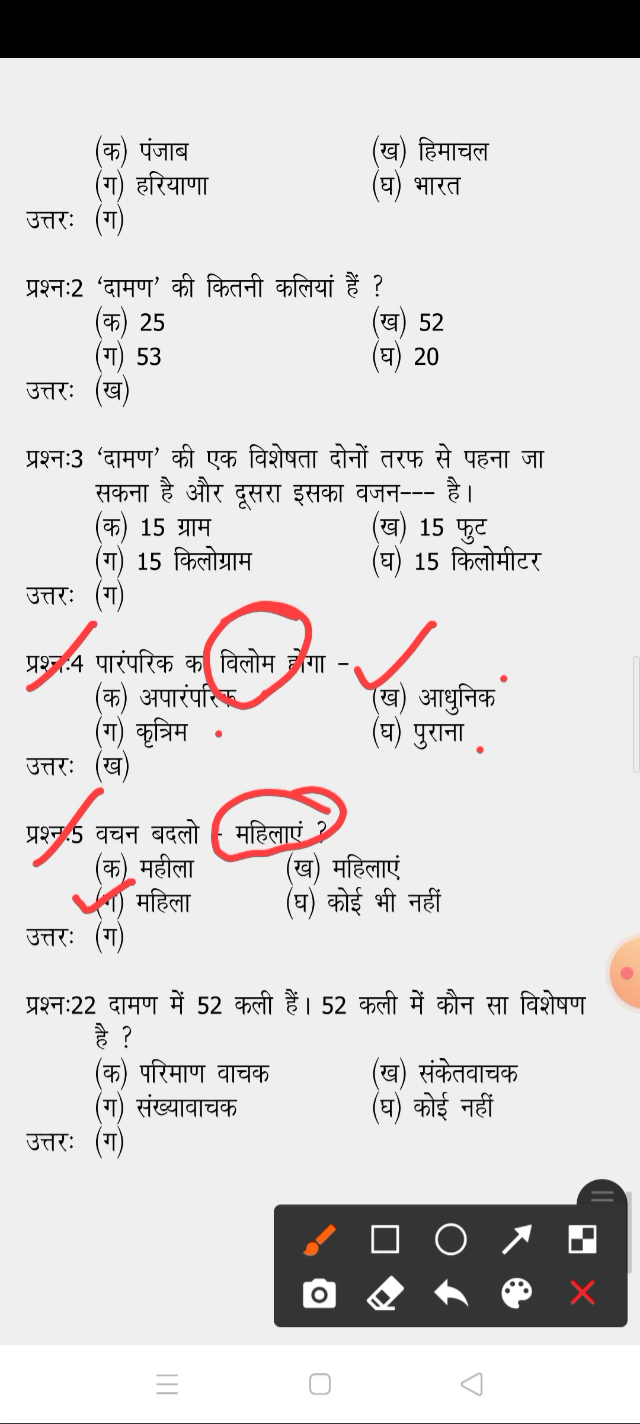 (क) पंजाब (ख) हिमाचल
(ग) हरियाणा (घ) भारत
उत्तरः (ग)
प्रश्नः2 ‘दामण’ की कितनी कलियां हैं ?
(क) 25 (ख) 52
(ग) 53 (घ) 20
उत्तरः (ख)
प्रश्नः3 ‘दामण’ की एक विशेषता दोनों तरफ से पहना जा
सकना है और दूसरा इसका वजन--- है।
(क) 15 ग्राम (ख) 15 फुट
(ग) 15 किलोग्राम (घ) 15 किलोमीटर
उत्तरः (ग)
प्रश्नः4 पारंपरिक का विलोम होगा -
(क) अपारंपरिक (ख) आधुनिक
(ग) कृत्रिम (घ) पुराना
उत्तरः (ख)
प्रश्नः5 वचन बदलो - महिलाएं ?
(क) महीला (ख) महिलाएं
(ग) महिला (घ) कोई भी नहीं
उत्तरः (ग)
प्रश्नः22 दामण में 52 कली हैं। 52 कली में कौन सा विशेषण
है ?
(क) परिमाण वाचक (ख) संकेतवाचक
(ग) संख्यावाचक (घ) कोई नहीं
उत्तरः (ग)